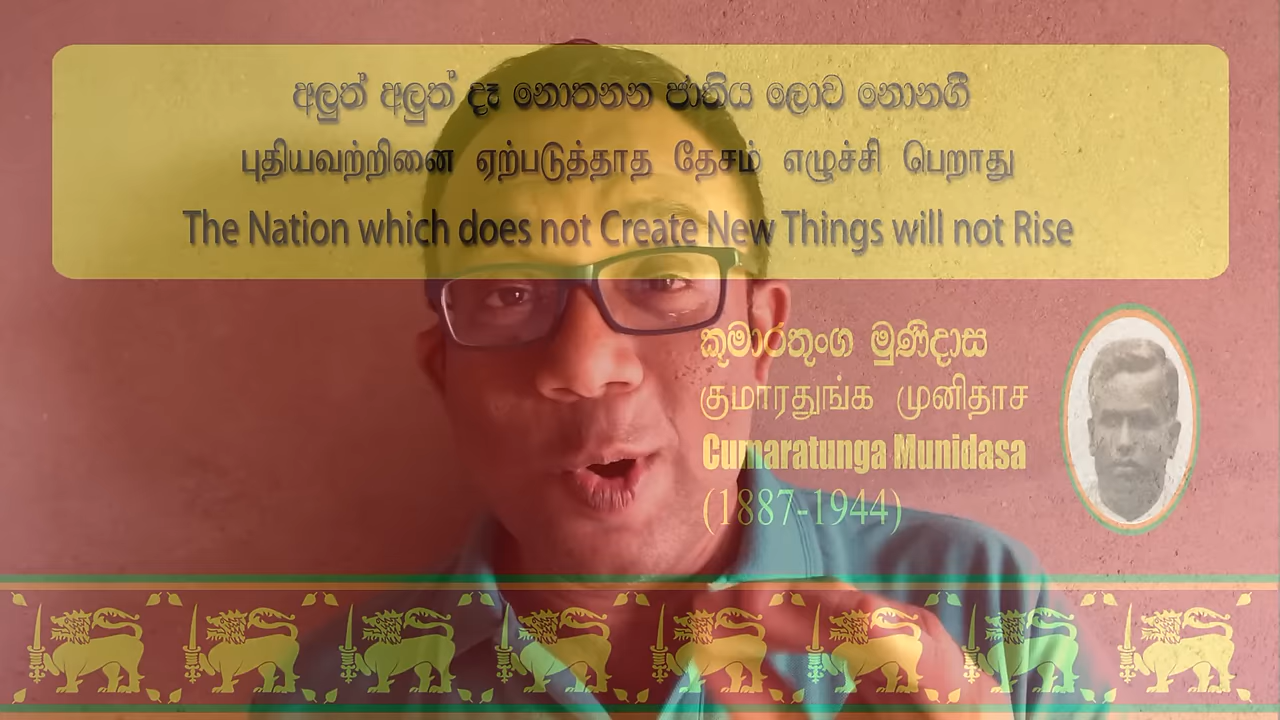 අලුත් අලුත් දෑ නොතනන ජාතිය ලොව නොනගී
புதியவற்றினை ஏற்படுத்தாத தேசம் எழுச்சி பெறாது
The Nation which does not Create New Things will not Rise
කුමාරතුංග මුණිදාස
குமாரதுங்க முனிதாச
Cumaratunga Munidasa
(1887-1944)